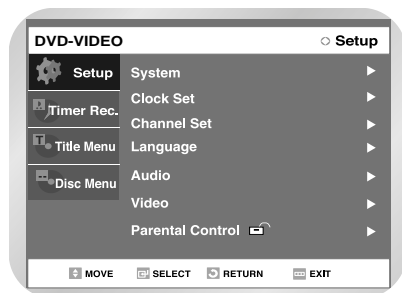 DVD-VIDEO
Setup
Setup
Timer Rec.
Title Menu
Disc Menu
System
Clock Set
Channel Set
Language
Audio
Video
Parental Control
MOVE SELECT RETURN EXIT